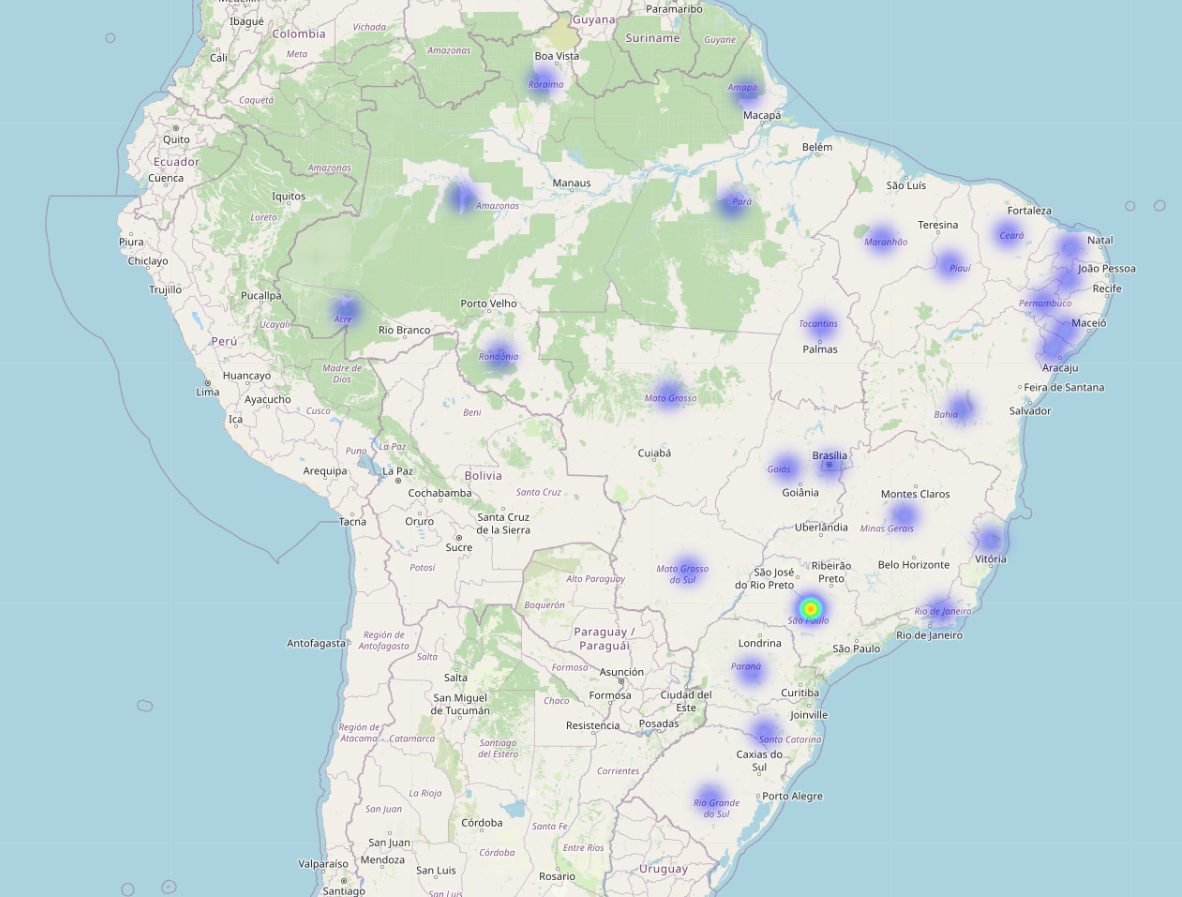 Ibagué
Colombia
Vichada
Meta
Cali
Amazonas
Boa Vista
Guyana
Paramaribo
Suriname
Guyane
Roraima
Amapá
Macapá
Caquetá
Quito
Ecuador
Cuenca
Amazonas
Iquitos
Loreto
Manaus
Amazonas
Belém
Pará
São Luís
Maranhão
Teresina
Piauí
Fortaleza
Ceará
Natal
João Pessoa
Recife
Pernambuco
Maceió
Aracaju
Piura
Chiclayo
Trujillo
Pucallpa
Ucayali
Perú
Acre
Rio Branco
Porto Velho
Rondônia
Tocantins
Palmas
Huancayo
Lima
Ayacucho
Ica
Cusco
Madre de
Dios
Beni
Mato Grosso
Feira de Santana
Salvador
Bahia
Puno
La Paz
Arequipa
La Paz
Bolivia
Cochabamba
Santa Cruz
Cuiabá
Goiás
Brasília
Goiânia
Montes Claros
Minas Gerais
Tacna
Oruro
Santa Cruz
de la Sierra
Sucre
Potosí
Uberlândia
Vitória
Belo Horizonte
Mato Grosso
do Sul
São José
do Rio Preto
Ribeirão
Preto
São Paulo
Rio de Janeiro
Rio de Janeiro
Alto Paraguay
Boquerón
Paraguay /
Paraguái
Antofagasta
Región de
Antofagasta
Salta
Salta
Formosa
Asunción
Londrina
São Paulo
Paraná
Curitiba
Joinville
San Miguel
de Tucumán
Chaco
Formosa
Ciudad del
Este
Resistencia
Posadas
Región de
Atacama
Catamarca
Santiago
del Estero
Santa Catarina
Caxias do
Sul
Corrientes
La Rioja
Porto Alegre
Rio Grande
do Sul
San Juan
Córdoba
Santa Fe
San Juan
Córdoba
Entre Ríos
Valparaíso
Mendoza
San Luis
Rosario
Uruguay
Santiago
San Luis